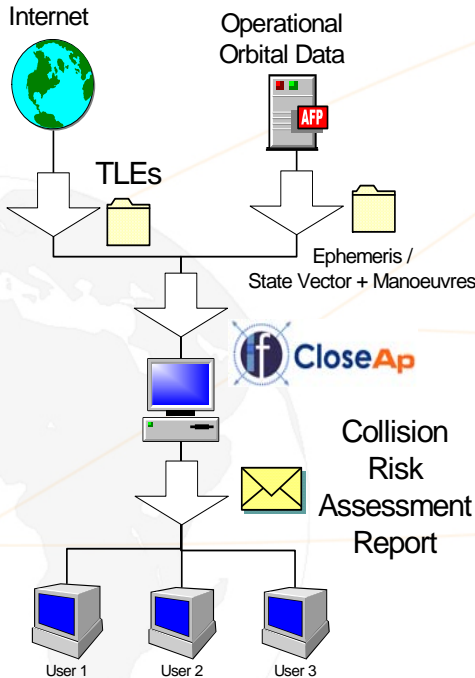 Internet
Operational
Orbital Data
AFP
TLEs
Ephemeris /
State Vector + Manoeuvres
if CloseAp
Collision
Risk
Assessment
Report
User 1
User 2
User 3